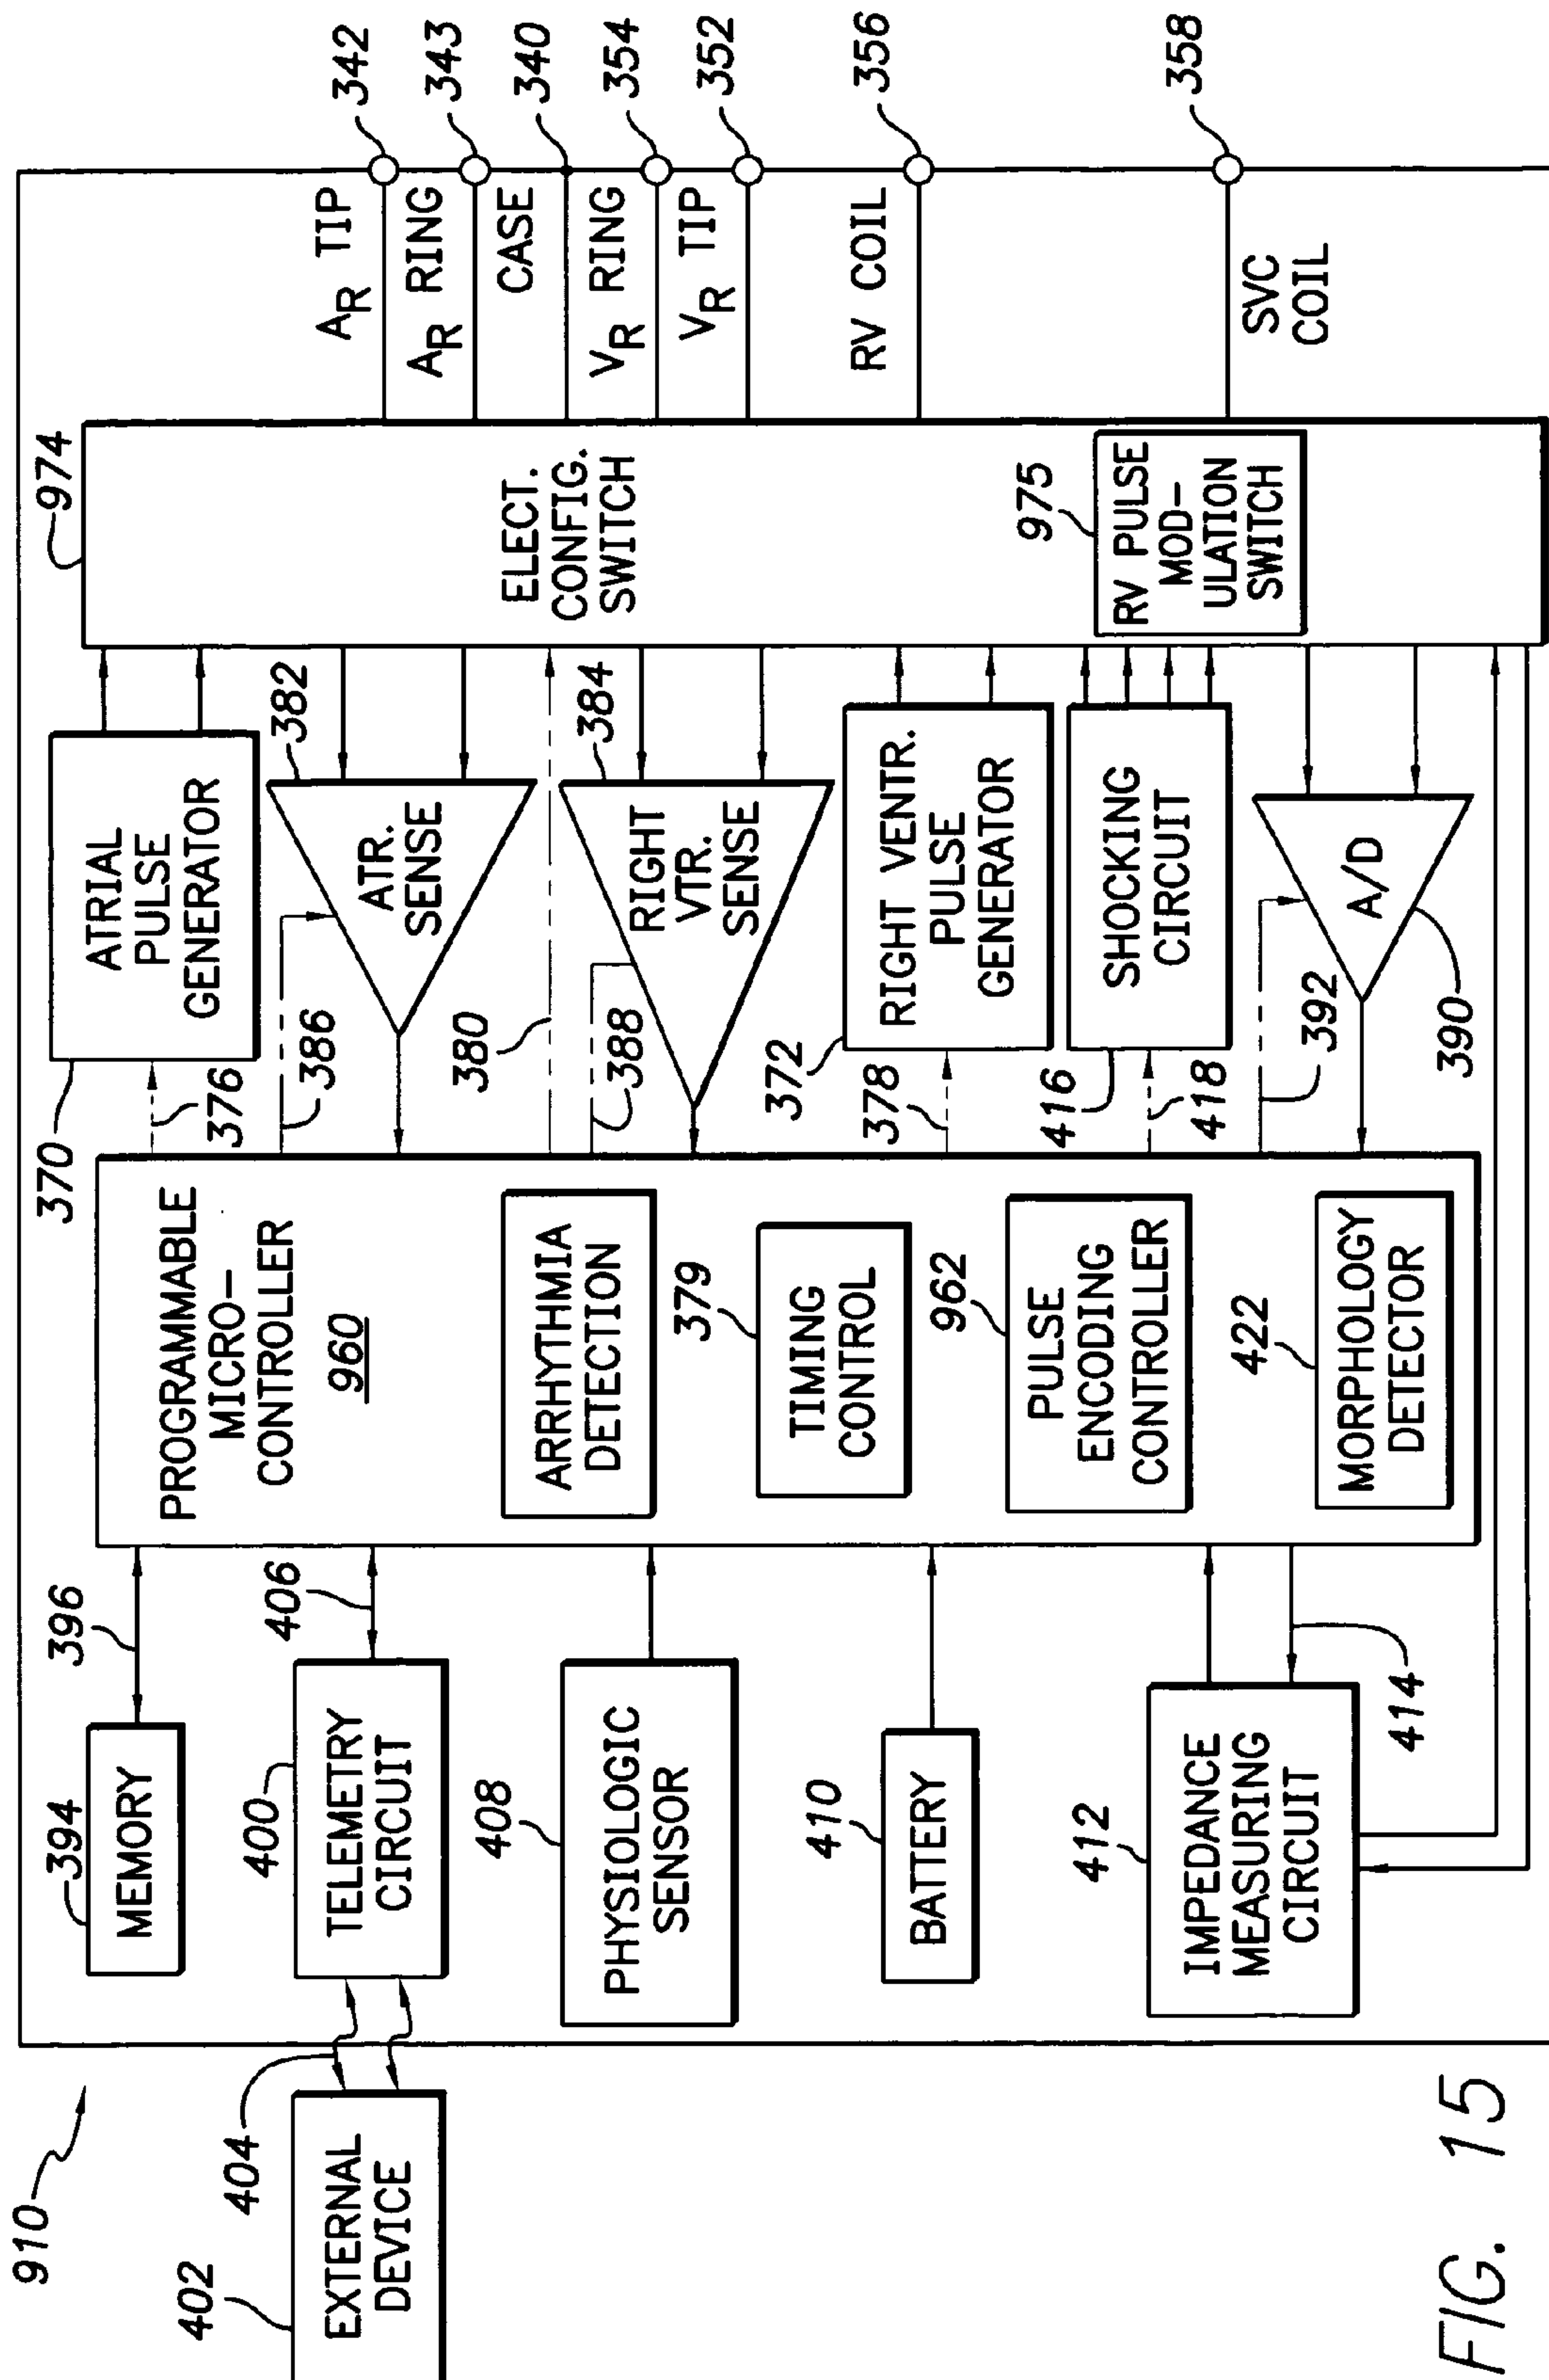 910
402
EXTERNAL
DEVICE
404
394
MEMORY
396
400
TELEMETRY
CIRCUIT
406
408
PHYSIOLOGIC
SENSOR
410
BATTERY
412
IMPEDANCE
MEASURING
CIRCUIT
414
PROGRAMMABLE
MICRO–
CONTROLLER
960
ARRHYTHMIA
DETECTION
379
TIMING
CONTROL
962
PULSE
ENCODING
CONTROLLER
422
MORPHOLOGY
DETECTOR
370
ATRIAL
PULSE
GENERATOR
376
382
ATR.
SENSE
386
380
384
RIGHT
VTR.
SENSE
388
372
RIGHT VENTR.
PULSE
GENERATOR
378
416
SHOCKING
CIRCUIT
418
392
A/D
390
974
ELECT.
CONFIG.
SWITCH
975
RV PULSE
MOD–
ULATION
SWITCH
AR TIP
342
AR RING
343
CASE
340
VR RING
354
VR TIP
352
RV COIL
356
358
SVC
COIL
FIG. 15